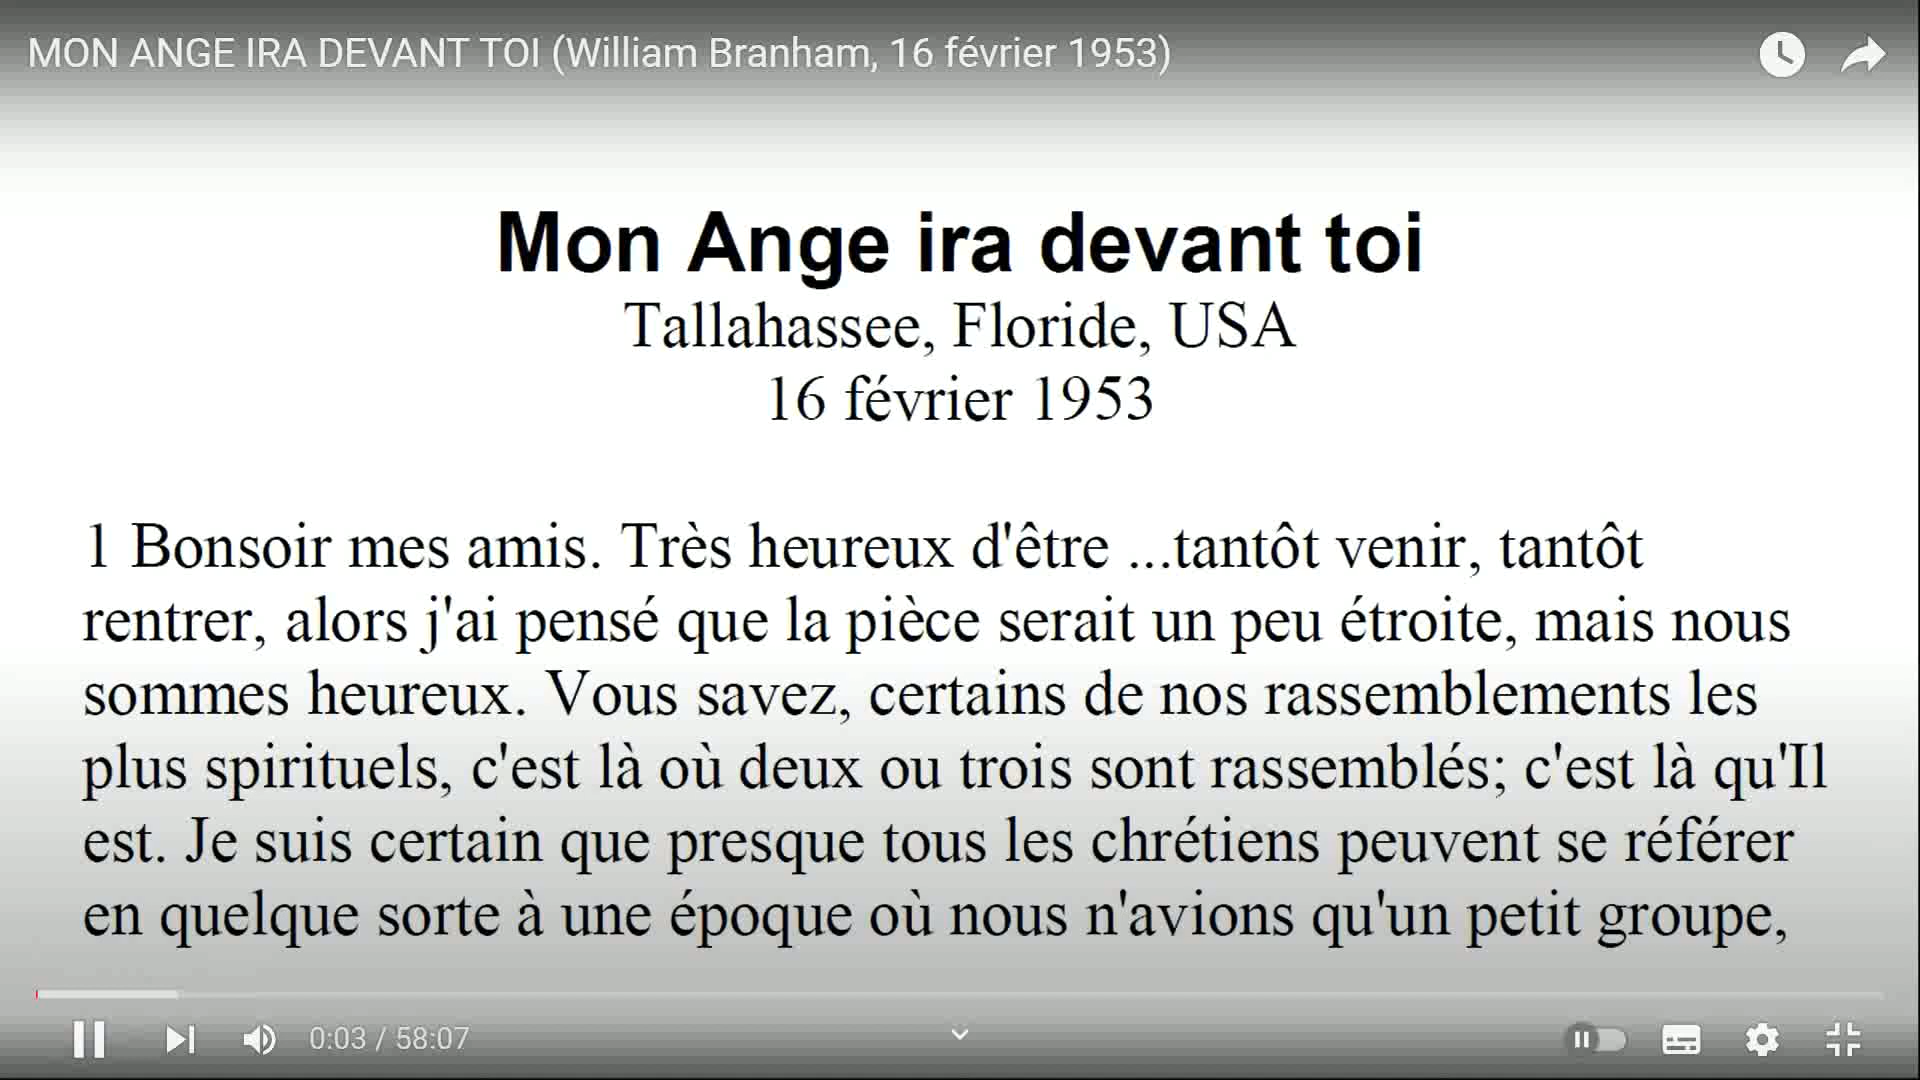 MON ANGE IRA DEVANT TOI (William Branham, 16 février 1953)
Mon Ange ira devant toi
Tallahassee, Floride, USA
16 février 1953
1 Bonsoir mes amis. Très heureux d'être ...tantôt venir, tantôt
rentrer, alors j'ai pensé que la pièce serait un peu étroite, mais nous
sommes heureux. Vous savez, certains de nos rassemblements les
plus spirituels, c'est là où deux ou trois sont rassemblés; c'est là qu'Il
est. Je suis certain que presque tous les chrétiens peuvent se référer
en quelque sorte à une époque où nous n'avions qu'un petit groupe,
0:03 / 58:07